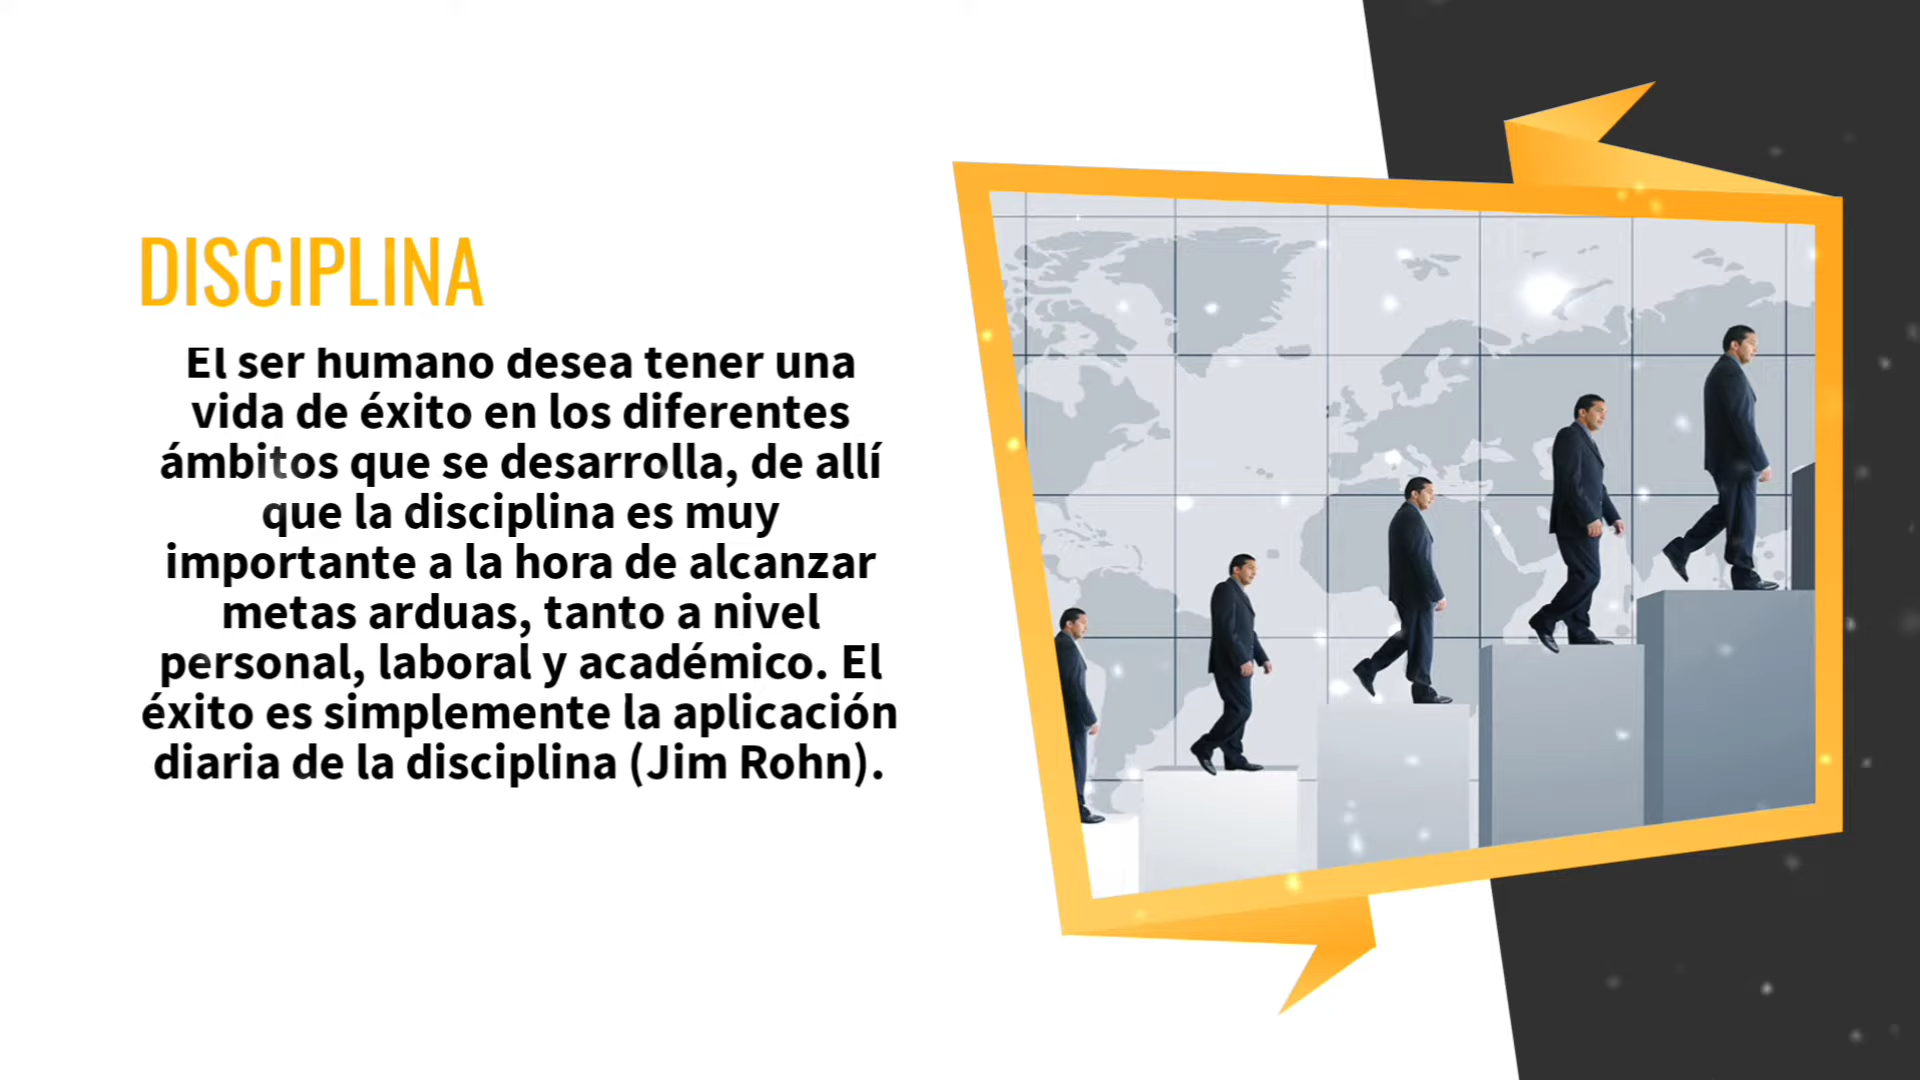 DISCIPLINA
El ser humano desea tener una
vida de éxito en los diferentes
ámbitos que se desarrolla, de allí
que la disciplina es muy
importante a la hora de alcanzar
metas arduas, tanto a nivel
personal, laboral y académico. El
éxito es simplemente la aplicación
diaria de la disciplina (Jim Rohn).